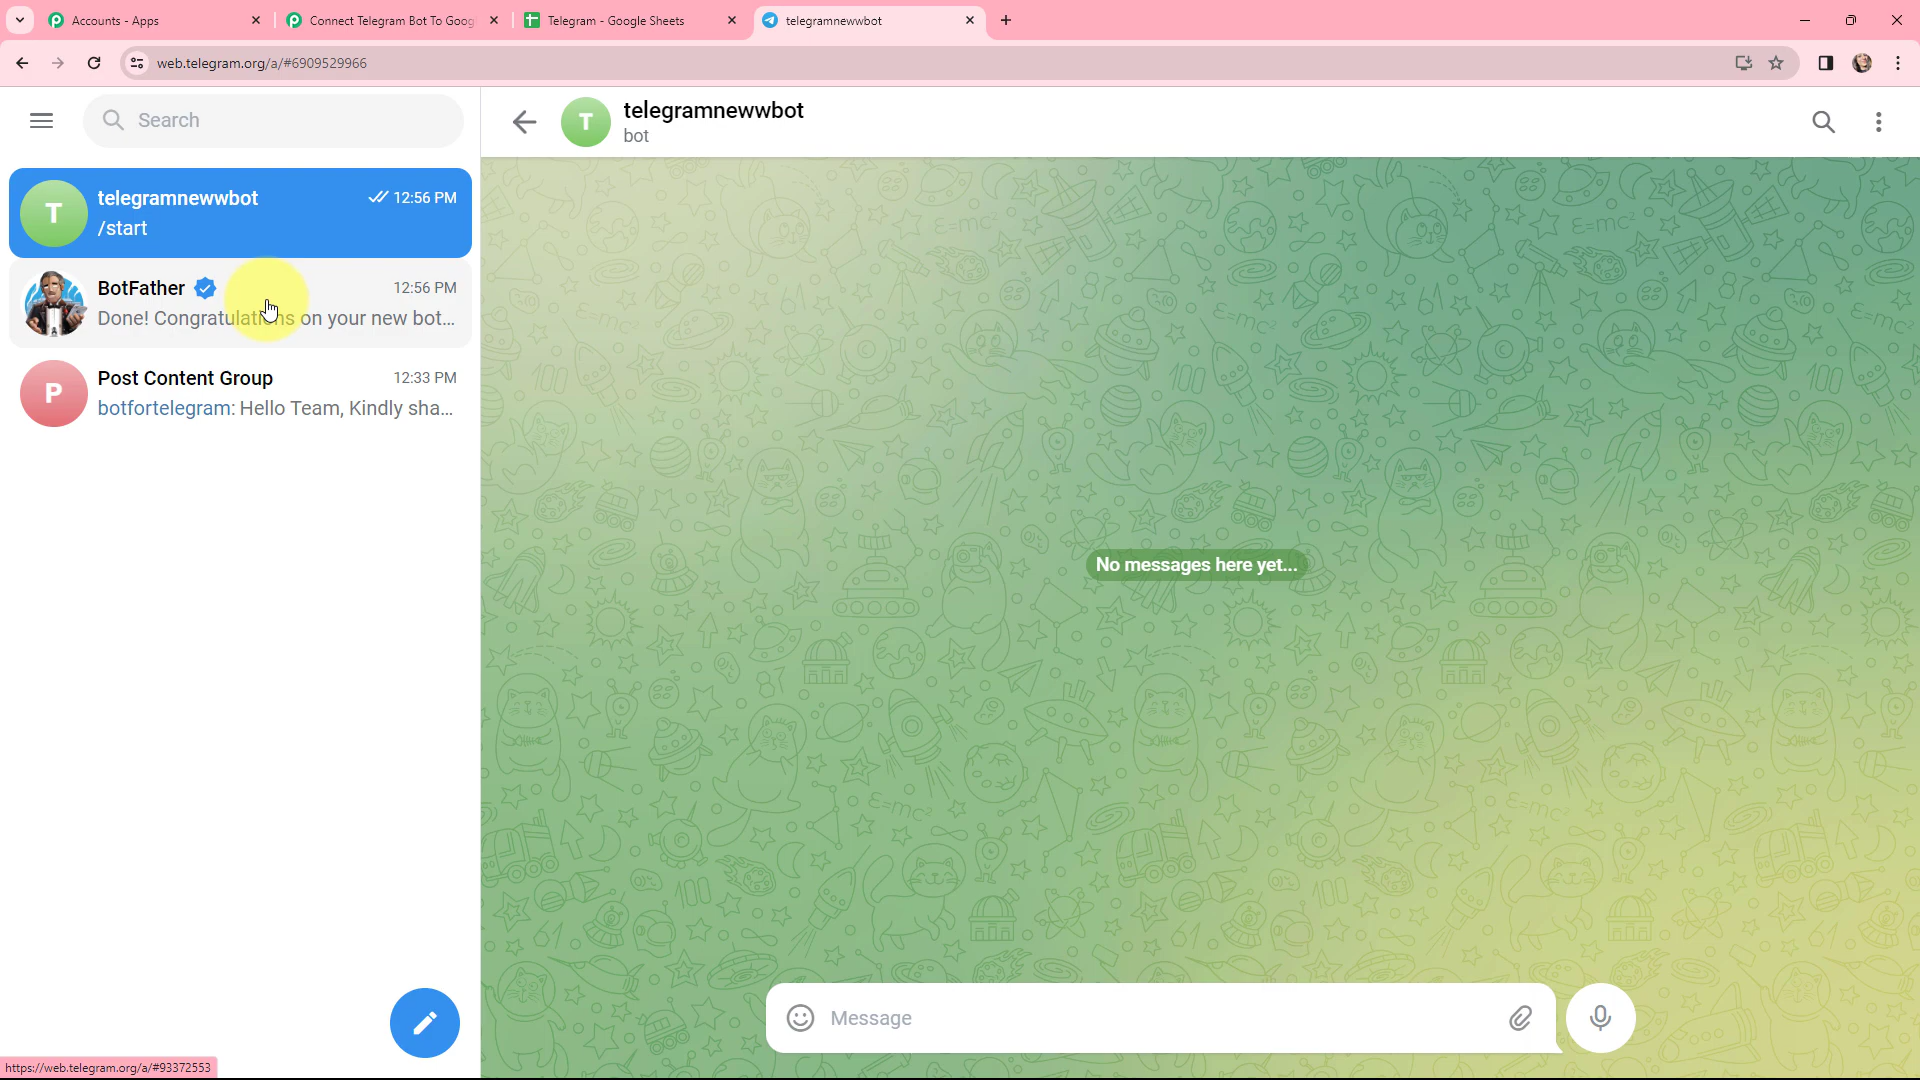 Accounts - Apps
Connect Telegram Bot To Goog
Telegram - Google Sheets
telegramnewwbot
web.telegram.org/a/#6909529966
Search
telegramnewwbot
12:56 PM
/start
BotFather
12:56 PM
Done! Congratulations on your new bot...
Post Content Group
12:33 PM
botfortelegram: Hello Team, Kindly sha...
T
T
P
telegramnewwbot
bot
No messages here yet...
Message
https://web.telegram.org/a/#93372553